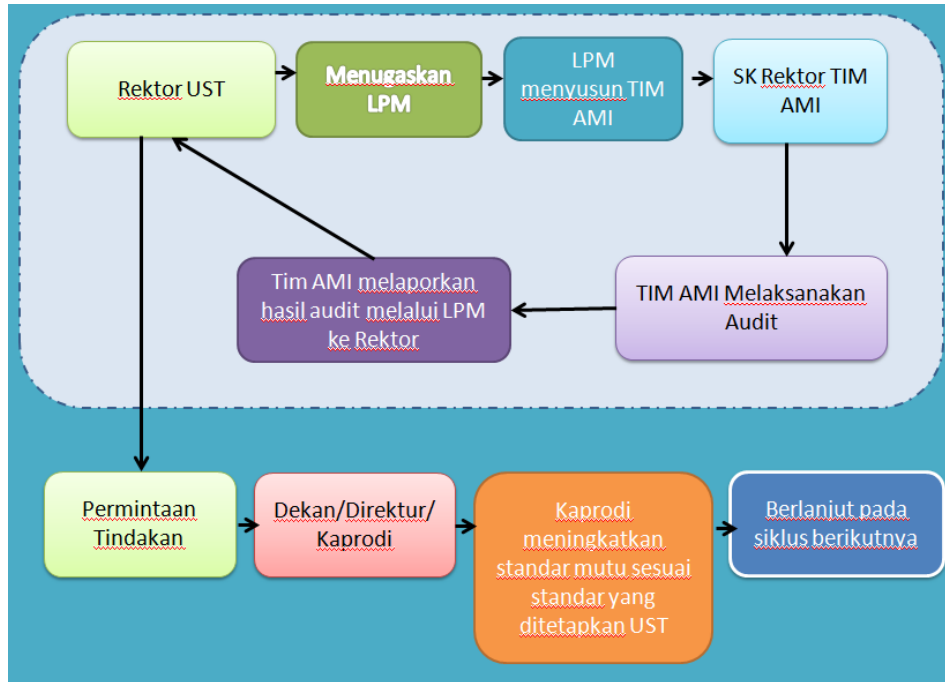 Rektor UST
Menugaskan
LPM
LPM
menyusun TIM
AMI
SK Rektor TIM
AMI
TIM AMI Melaksanakan
Audit
Tim AMI melaporkan
hasil audit melalui LPM
ke Rektor
Permintaan
Tindakan
Dekan/Direktur/
Kaprodi
Kaprodi
meningkatkan
standar mutu sesuai
standar yang
ditetapkan UST
Berlanjut pada
siklus berikutnya